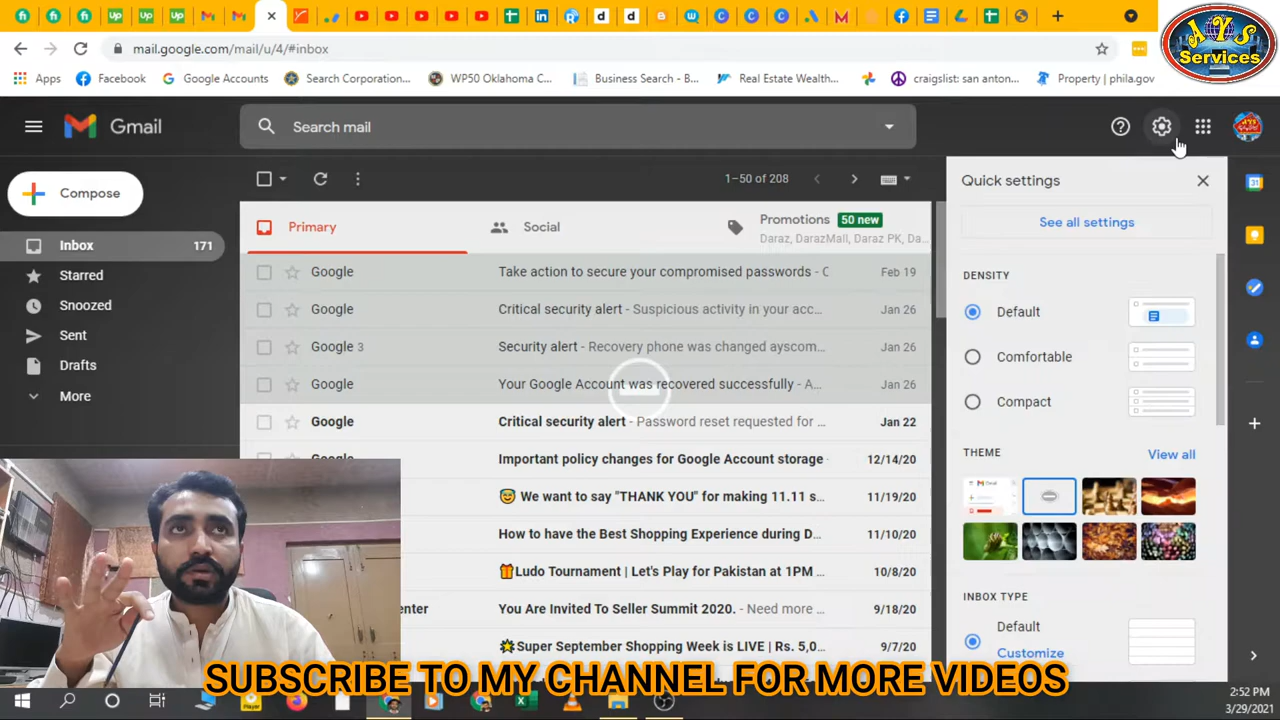 mail.google.com/mail/u/4/#inbox
AYS
Services
Apps
Facebook
Google Accounts
Search Corporation...
WP50 Oklahoma C...
Business Search - B...
Real Estate Wealth...
craigslist: san anton...
Property | phila.gov
Gmail
Search mail
Compose
1–50 of 208
Quick settings
See all settings
Inbox 171
Starred
Snoozed
Sent
Drafts
More
Primary
Social
Promotions 50 new
Daraz, DarazMall, Daraz PK, Da...
Google Take action to secure your compromised passwords - C Feb 19
Google Critical security alert - Suspicious activity in your acc... Jan 26
Google 3 Security alert - Recovery phone was changed ayscom... Jan 26
Google Your Google Account was recovered successfully - A... Jan 26
Google Critical security alert - Password reset requested for ... Jan 22
Google Important policy changes for Google Account storage - 12/14/20
We want to say "THANK YOU" for making 11.11 s... 11/19/20
How to have the Best Shopping Experience during D... 11/10/20
Ludo Tournament | Let's Play for Pakistan at 1PM ... 10/8/20
enter You Are Invited To Seller Summit 2020. - Need more ... 9/18/20
Super September Shopping Week is LIVE | Rs. 5,0... 9/7/20
DENSITY
Default
Comfortable
Compact
THEME
View all
INBOX TYPE
Default
Customize
SUBSCRIBE TO MY CHANNEL FOR MORE VIDEOS
2:52 PM
3/29/2021